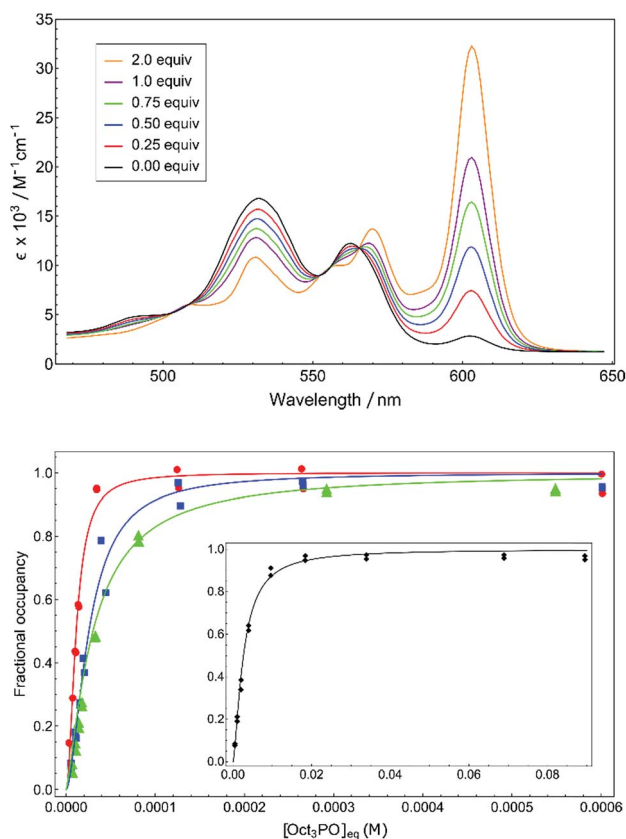 35
30
25
20
15
10
5
0
ϵ x 10³ / M⁻¹cm⁻¹
2.0 equiv
1.0 equiv
0.75 equiv
0.50 equiv
0.25 equiv
0.00 equiv
500 550 600 650
Wavelength / nm
1.0
0.8
0.6
0.4
0.2
0.0
Fractional occupancy
1.0
0.8
0.6
0.4
0.2
0.0
0.00 0.02 0.04 0.06 0.08
0.0000 0.0001 0.0002 0.0003 0.0004 0.0005 0.0006
[Oct₃PO]eq (M)